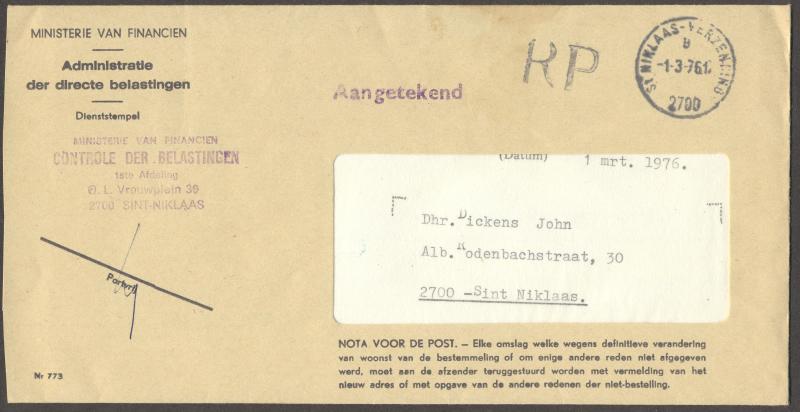 MINISTERIE VAN FINANCIEN
Administratie
der directe belastingen
Dienststempel
MINISTERIE VAN FINANCIEN
CONTROLE DER BELASTINGEN
1ste Afdeling
O. L. Vrouwplein 39
2700 SINT-NIKLAAS
Aangetekend
RP
ST NIKLAAS-VERZENDING
B
-1-3-76.12
2700
(Datum) 1 mrt. 1976.
Dhr. Dickens John
Alb. Rodenbachstraat, 30
2700 -Sint Niklaas.
Portvrij
NOTA VOOR DE POST. — Elke omslag welke wegens definitieve verandering
van woonst van de bestemmeling of om enige andere reden niet afgegeven
werd, moet aan de afzender teruggestuurd worden met vermelding van het
nieuw adres of met opgave van de andere redenen der niet-bestelling.
Nr 773